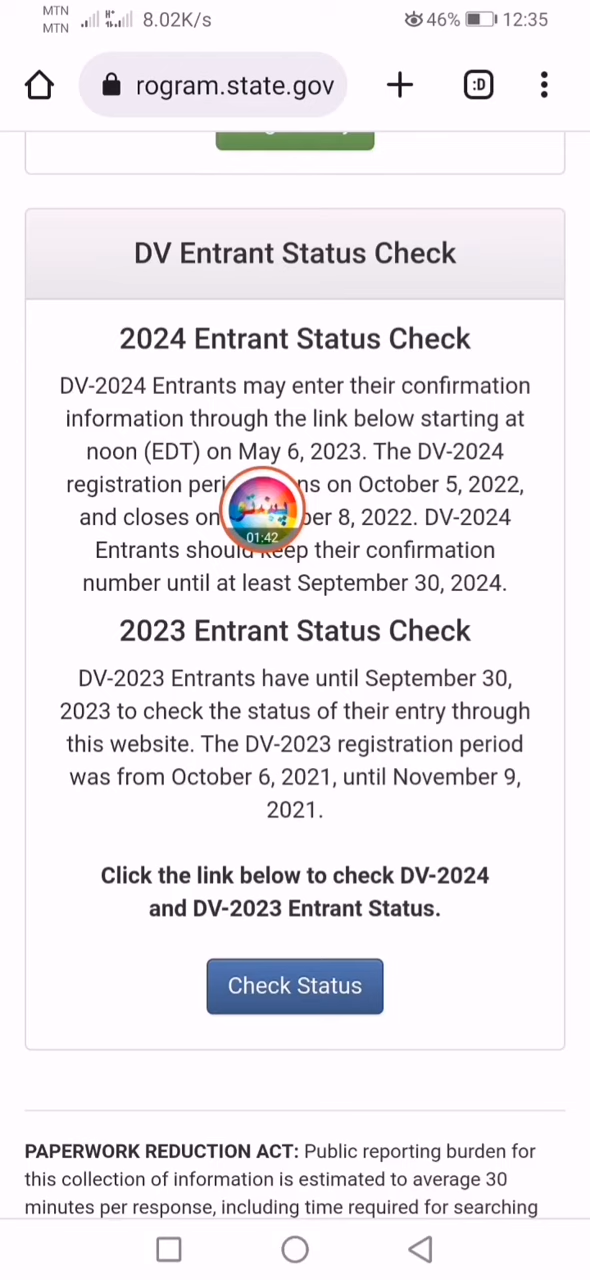 MTN
MTN
8.02K/s
46%
12:35
rogram.state.gov
:D
DV Entrant Status Check
2024 Entrant Status Check
DV-2024 Entrants may enter their confirmation
information through the link below starting at
noon (EDT) on May 6, 2023. The DV-2024
registration peri ns on October 5, 2022,
and closes on ber 8, 2022. DV-2024
01:42
Entrants should keep their confirmation
number until at least September 30, 2024.
2023 Entrant Status Check
DV-2023 Entrants have until September 30,
2023 to check the status of their entry through
this website. The DV-2023 registration period
was from October 6, 2021, until November 9,
2021.
Click the link below to check DV-2024
and DV-2023 Entrant Status.
Check Status
PAPERWORK REDUCTION ACT: Public reporting burden for
this collection of information is estimated to average 30
minutes per response, including time required for searching